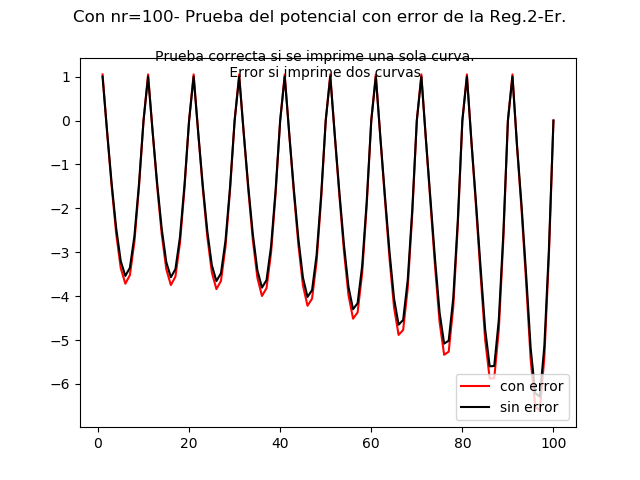 Con nr=100- Prueba del potencial con error de la Reg.2-Er.
Prueba correcta si se imprime una sola curva.
Error si imprime dos curvas
1
0
−1
−2
−3
−4
−5
−6
con error
sin error
0
20
40
60
80
100